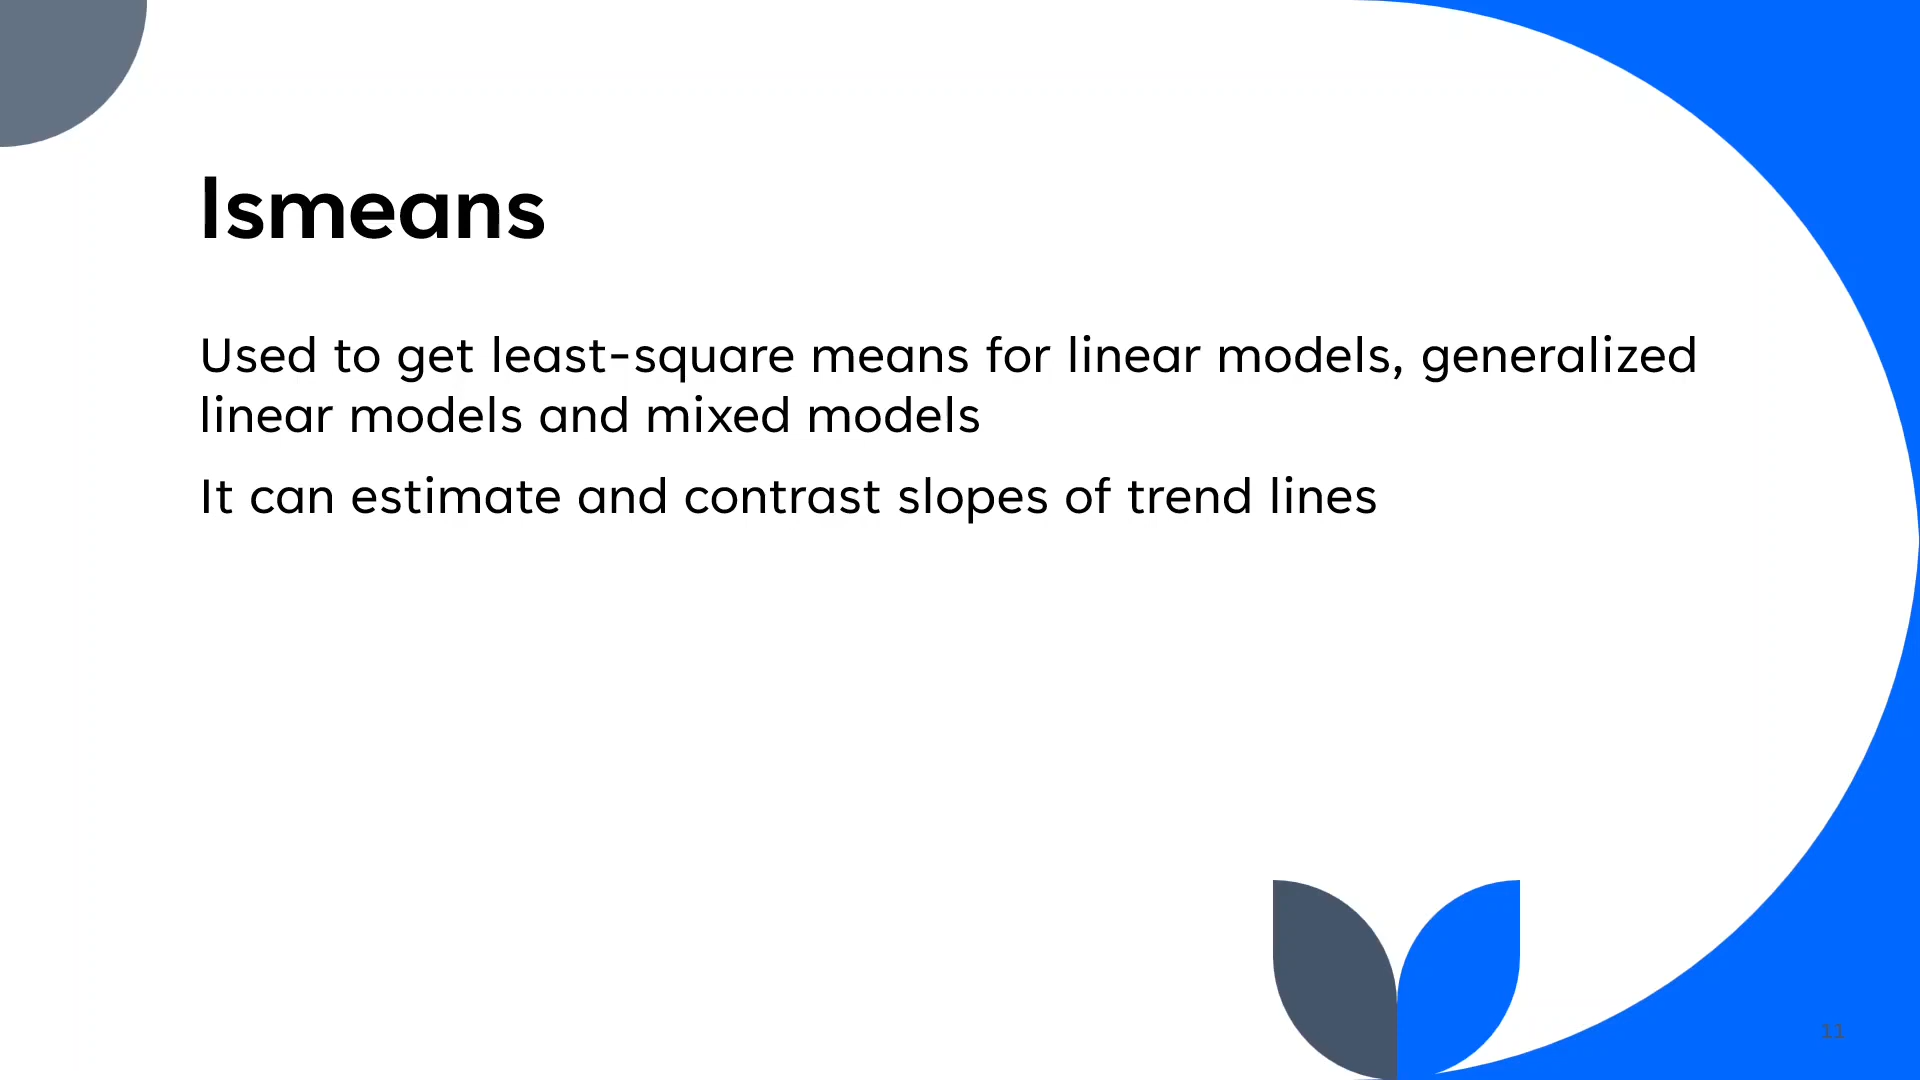 lsmeans
Used to get least-square means for linear models, generalized
linear models and mixed models
It can estimate and contrast slopes of trend lines
11